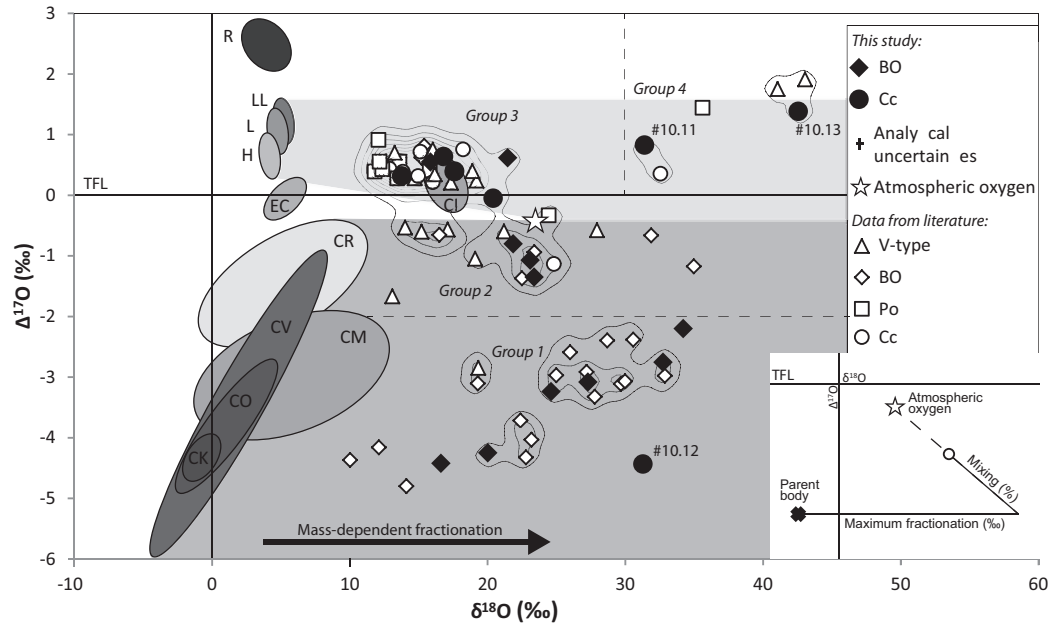 3
2
1
0
-1
-2
-3
-4
-5
-6
-10
0
10
20
30
40
50
60
Δ¹⁷O (‰)
δ¹⁸O (‰)
R
LL
L
H
EC
TFL
CR
CV
CM
CO
CK
CI
Group 3
Group 4
#10.11
#10.13
Group 2
Group 1
#10.12
Mass-dependent fractionation
This study:
BO
Cc
Analy cal
uncertain es
Atmospheric oxygen
Data from literature:
V-type
BO
Po
Cc
TFL
δ¹⁸O
Δ¹⁷O
Atmospheric
oxygen
Mixing (%)
Parent
body
Maximum fractionation (‰)